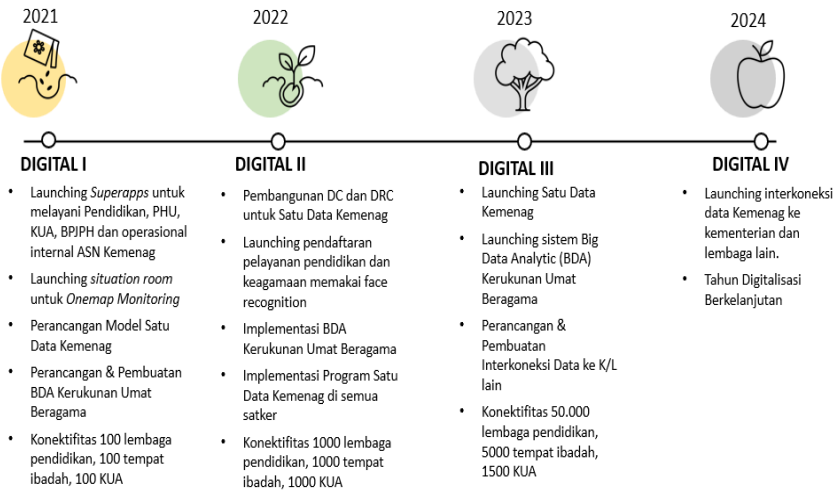 2021
DIGITAL I
• Launching Superapps untuk
melayani Pendidikan, PHU,
KUA, BPJPH dan operasional
internal ASN Kemenag
• Launching situation room
untuk Onemap Monitoring
• Perancangan Model Satu
Data Kemenag
• Perancangan & Pembuatan
BDA Kerukunan Umat
Beragama
• Konektifitas 100 lembaga
pendidikan, 100 tempat
ibadah, 100 KUA
2022
DIGITAL II
• Pembangunan DC dan DRC
untuk Satu Data Kemenag
• Launching pendaftaran
pelayanan pendidikan dan
keagamaan memakai face
recognition
• Implementasi BDA
Kerukunan Umat Beragama
• Implementasi Program Satu
Data Kemenag di semua
satker
• Konektifitas 1000 lembaga
pendidikan, 1000 tempat
ibadah, 1000 KUA
2023
DIGITAL III
• Launching Satu Data
Kemenag
• Launching sistem Big
Data Analytic (BDA)
Kerukunan Umat
Beragama
• Perancangan &
Pembuatan
Interkoneksi Data ke K/L
lain
• Konektifitas 50.000
lembaga pendidikan,
5000 tempat ibadah,
1500 KUA
2024
DIGITAL IV
• Launching interkoneksi
data Kemenag ke
kementerian dan
lembaga lain.
• Tahun Digitalisasi
Berkelanjutan